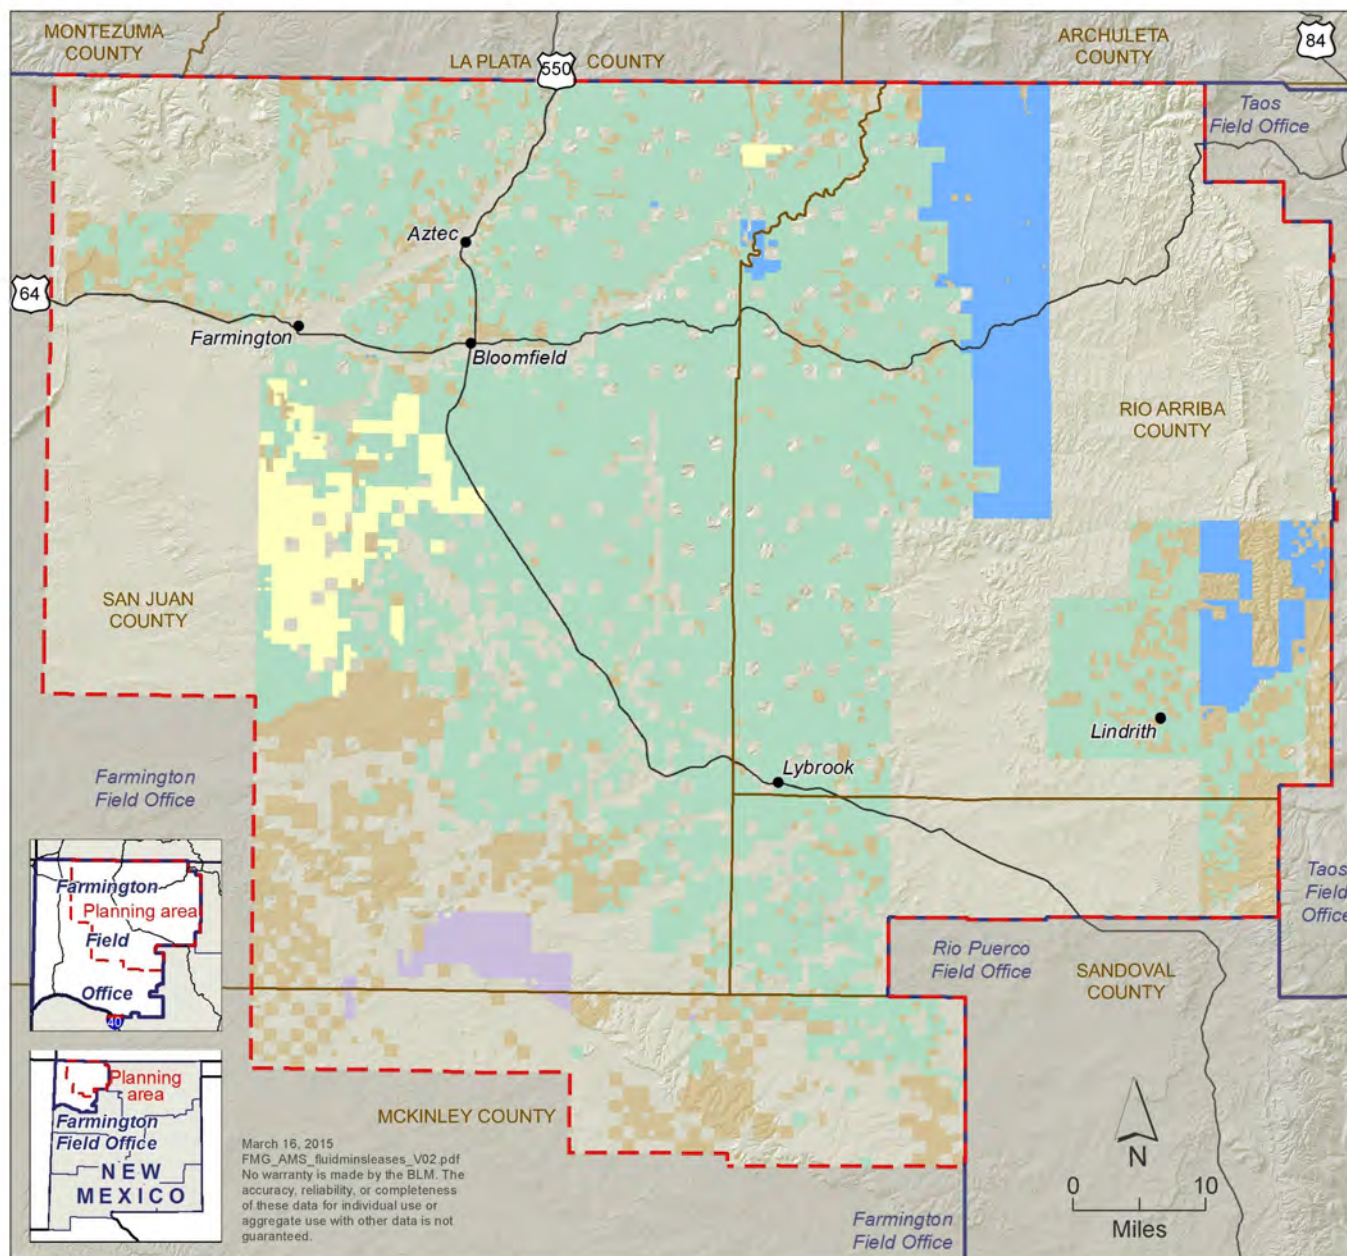 MONTEZUMA
COUNTY
LA PLATA
COUNTY
550
ARCHULETA
COUNTY
84
Taos
Field Office
Aztec
64
Farmington
Bloomfield
RIO ARRIBA
COUNTY
SAN JUAN
COUNTY
Lindrith
Lybrook
Farmington
Field Office
Farmington
Planning area
Field
Office
40
Taos
Field
Office
Rio Puerco
Field Office
SANDOVAL
COUNTY
Planning
area
Farmington
Field Office
NEW
MEXICO
MCKINLEY COUNTY
March 16, 2015
FMG_AMS_fluidminsleases_V02.pdf
No warranty is made by the BLM. The
accuracy, reliability, or completeness
of these data for individual use or
aggregate use with other data is not
guaranteed.
N
0 10
Miles
Farmington
Field Office